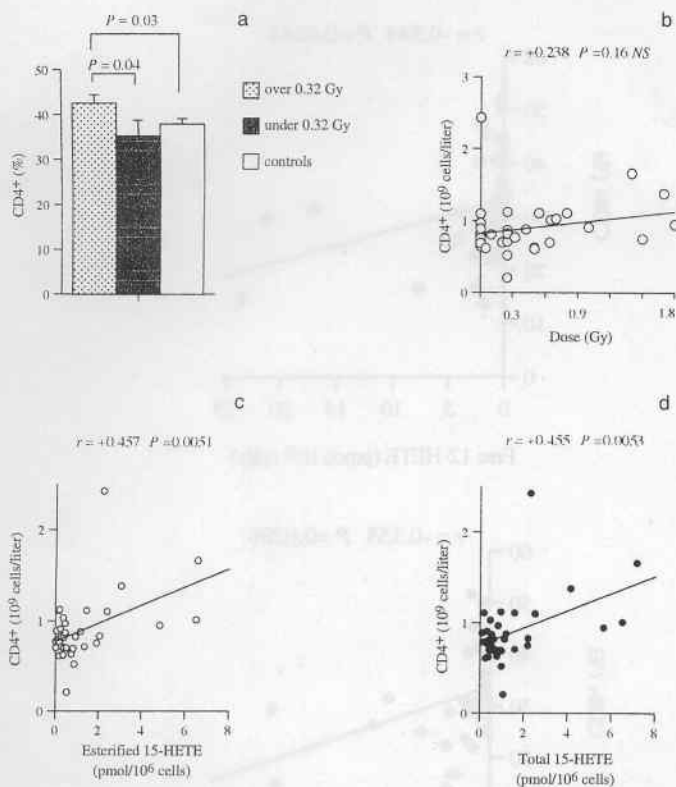 a
P = 0.03
P = 0.04
50
40
30
20
10
0
CD4+ (%)
over 0.32 Gy
under 0.32 Gy
controls
b
r = +0.238 P = 0.16 NS
3
2
1
0
CD4+ (10⁹ cells/liter)
0.3 0.9 1.8
Dose (Gy)
c
r = +0.457 P =0.0051
2
1
0
CD4+ (10⁹ cells/liter)
0 2 4 6 8
Esterified 15-HETE
(pmol/10⁶ cells)
d
r = +0.455 P =0.0053
2
1
0
CD4+ (10⁹ cells/liter)
0 2 4 6 8
Total 15-HETE
(pmol/10⁶ cells)